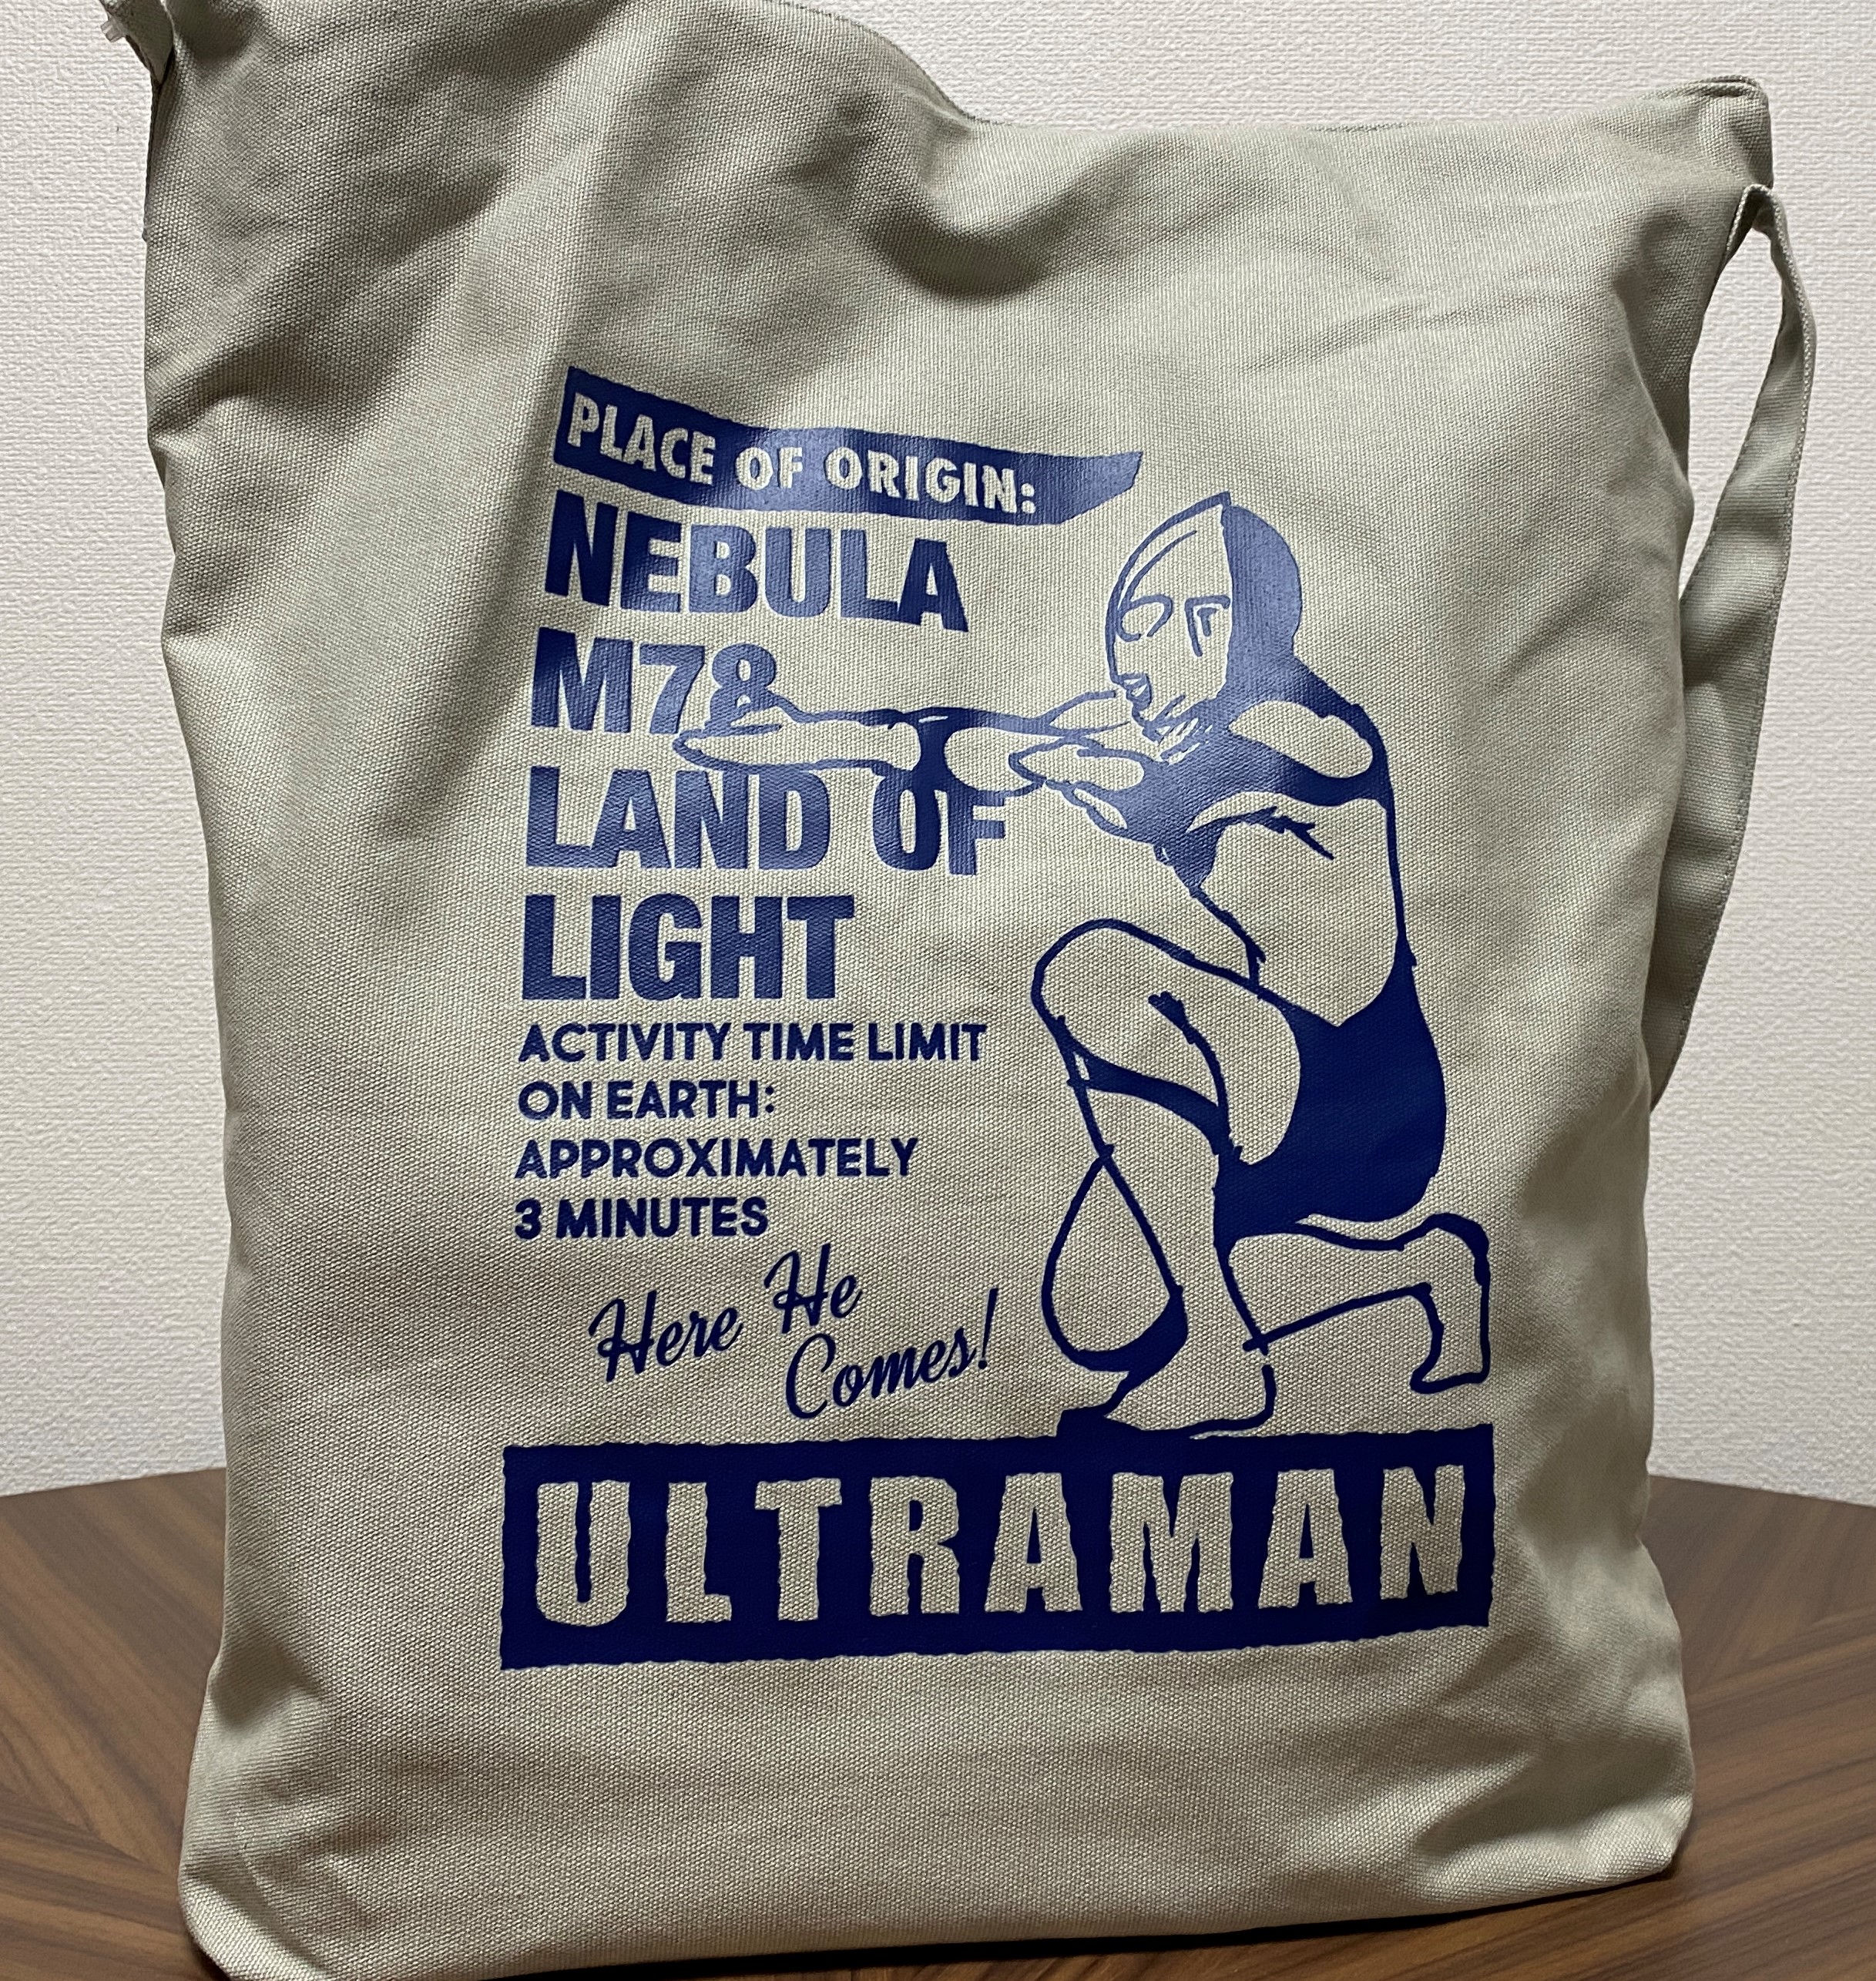 PLACE OF ORIGIN:
NEBULA
M78
LAND OF
LIGHT
ACTIVITY TIME LIMIT
ON EARTH:
APPROXIMATELY
3 MINUTES
Here He
Comes!
ULTRAMAN